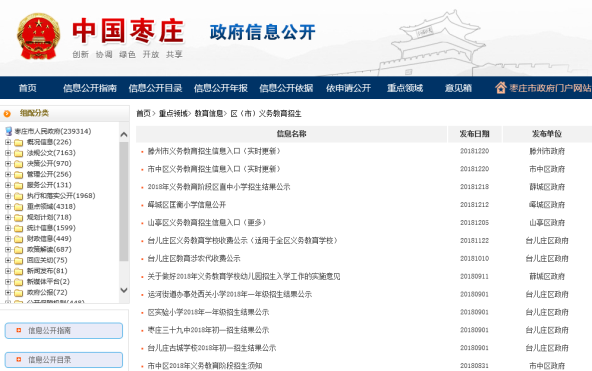 中国枣庄
政府信息公开
创新 协调 绿色 开放 共享
首页 信息公开指南 信息公开目录 信息公开年报 信息公开依据 依申请公开 重点领域 意见箱 枣庄市政府门户网站
细配分类
枣庄市人民政府(239314)
概况信息(226)
法规公文(7163)
决策公开(970)
管理公开(256)
服务公开(131)
执行和落实公开(1968)
重点领域(4318)
规划计划(718)
统计信息(1599)
财政信息(449)
政策解读(687)
回应关切(75)
新闻发布(81)
新媒体平台(2)
政府公报(72)
信息公开指南
信息公开目录
首页> 重点领域> 教育信息> 区(市)义务教育招生
信息名称 发布日期 发布单位
滕州市义务教育招生信息入口(实时更新) 20181220 滕州市政府
市中区义务教育招生信息入口(实时更新) 20181220 市中区政府
2018年义务教育阶段区直中小学招生结果公示 20181218 薛城区政府
峄城区匡衡小学信息公开 20181212 峄城区政府
山亭区义务教育招生信息入口(更多) 20181205 山亭区政府
台儿庄区义务教育学校收费公示(适用于全区义务教育学校) 20181122 台儿庄区政府
台儿庄区教育涉农代收费公示 20181010 台儿庄区政府
关于做好2018年义务教育学校幼儿园招生入学工作的实施意见 20180911 薛城区政府
运河街道办事处西关小学2018年一年级招生结果公示 20180901 台儿庄区政府
区实验小学2018年一年级招生结果公示 20180901 台儿庄区政府
枣庄三十九中2018年初一招生结果公示 20180901 台儿庄区政府
台儿庄古城学校2018年初一招生结果公示 20180901 台儿庄区政府
市中区2018年义务教育阶段招生须知 20180831 市中区政府